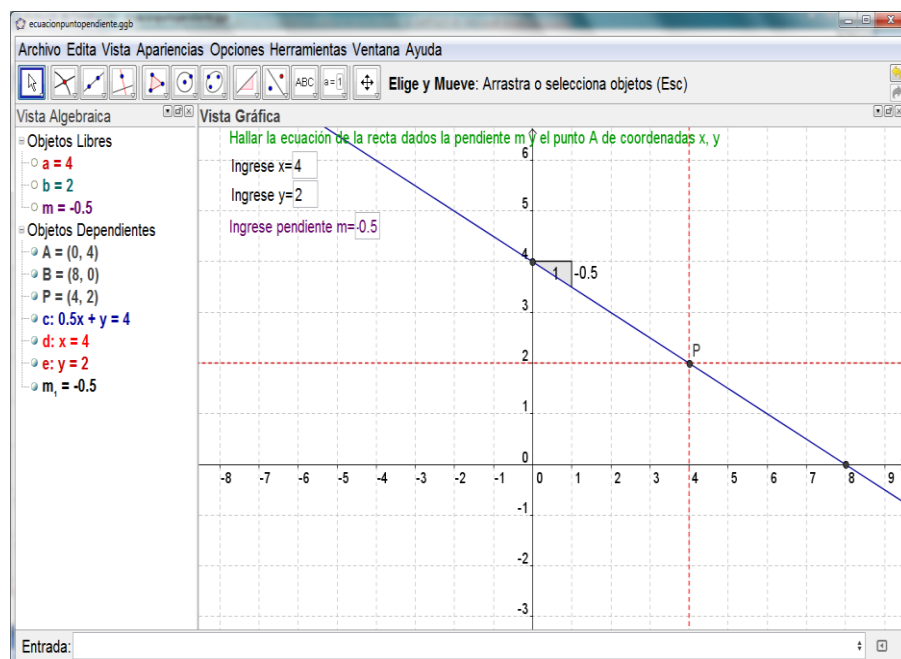 ecuacionpuntopendiente.ggb
Archivo Edita Vista Apariencias Opciones Herramientas Ventana Ayuda
ABC a=1 Elige y Mueve: Arrastra o selecciona objetos (Esc)
Vista Algebraica
Objetos Libres
a = 4
b = 2
m = -0.5
Objetos Dependientes
A = (0, 4)
B = (8, 0)
P = (4, 2)
c: 0.5x + y = 4
d: x = 4
e: y = 2
m₁ = -0.5
Vista Gráfica
Hallar la ecuación de la recta dados la pendiente m y el punto A de coordenadas x, y
Ingrese x= 4
Ingrese y= 2
Ingrese pendiente m= -0.5
6
5
4
3
2
1
0
-1
-2
-3
1 -0.5
P
-8 -7 -6 -5 -4 -3 -2 -1 0 1 2 3 4 5 6 7 8 9
Entrada: